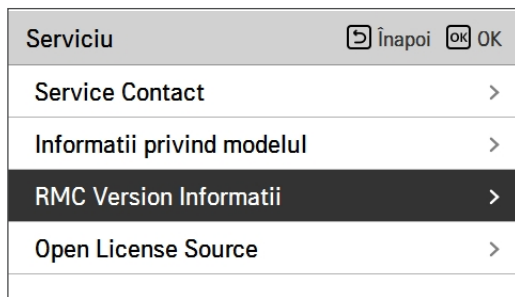 Serviciu Înapoi OK OK
Service Contact >
Informatii privind modelul >
RMC Version Informatii >
Open License Source >